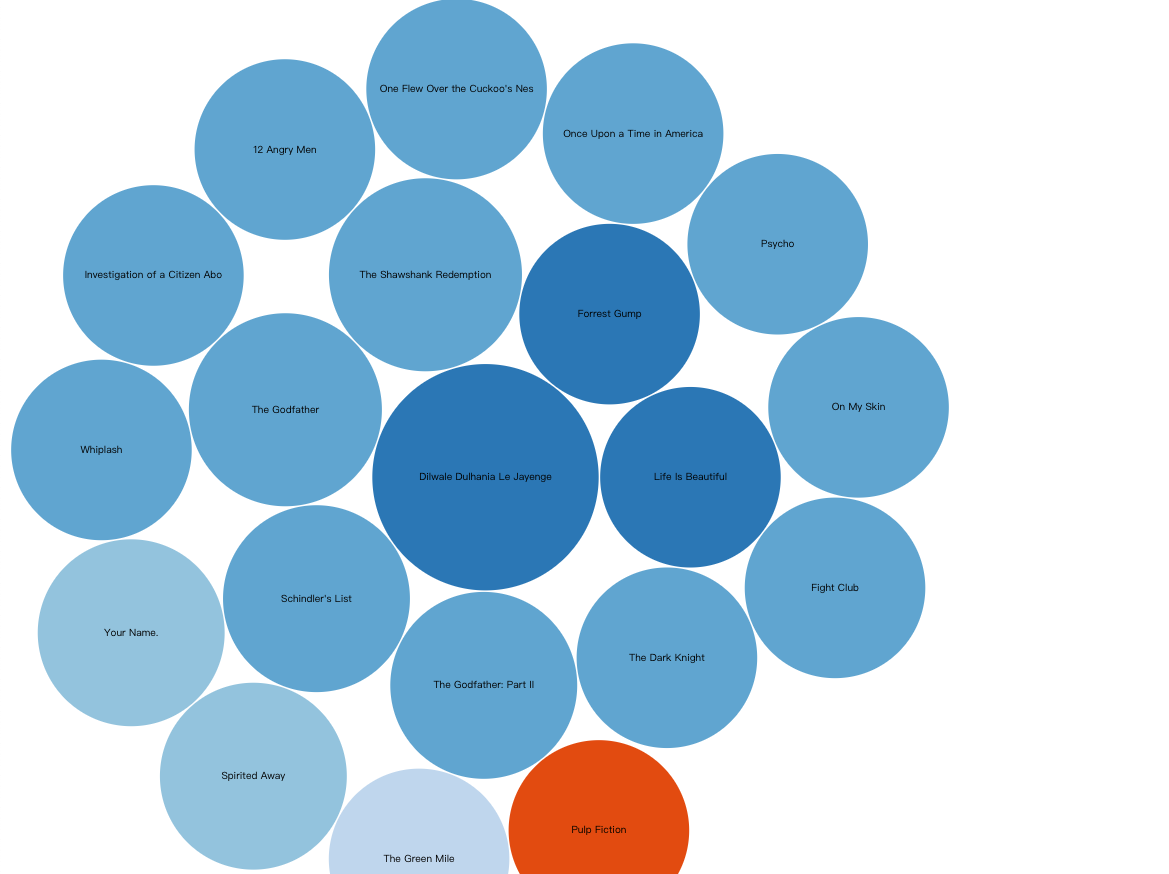 One Flew Over the Cuckoo's Nes
Once Upon a Time in America
12 Angry Men
Psycho
Investigation of a Citizen Abo
The Shawshank Redemption
Forrest Gump
On My Skin
The Godfather
Whiplash
Dilwale Dulhania Le Jayenge
Life Is Beautiful
Fight Club
Schindler's List
Your Name.
The Dark Knight
The Godfather: Part II
Spirited Away
Pulp Fiction
The Green Mile